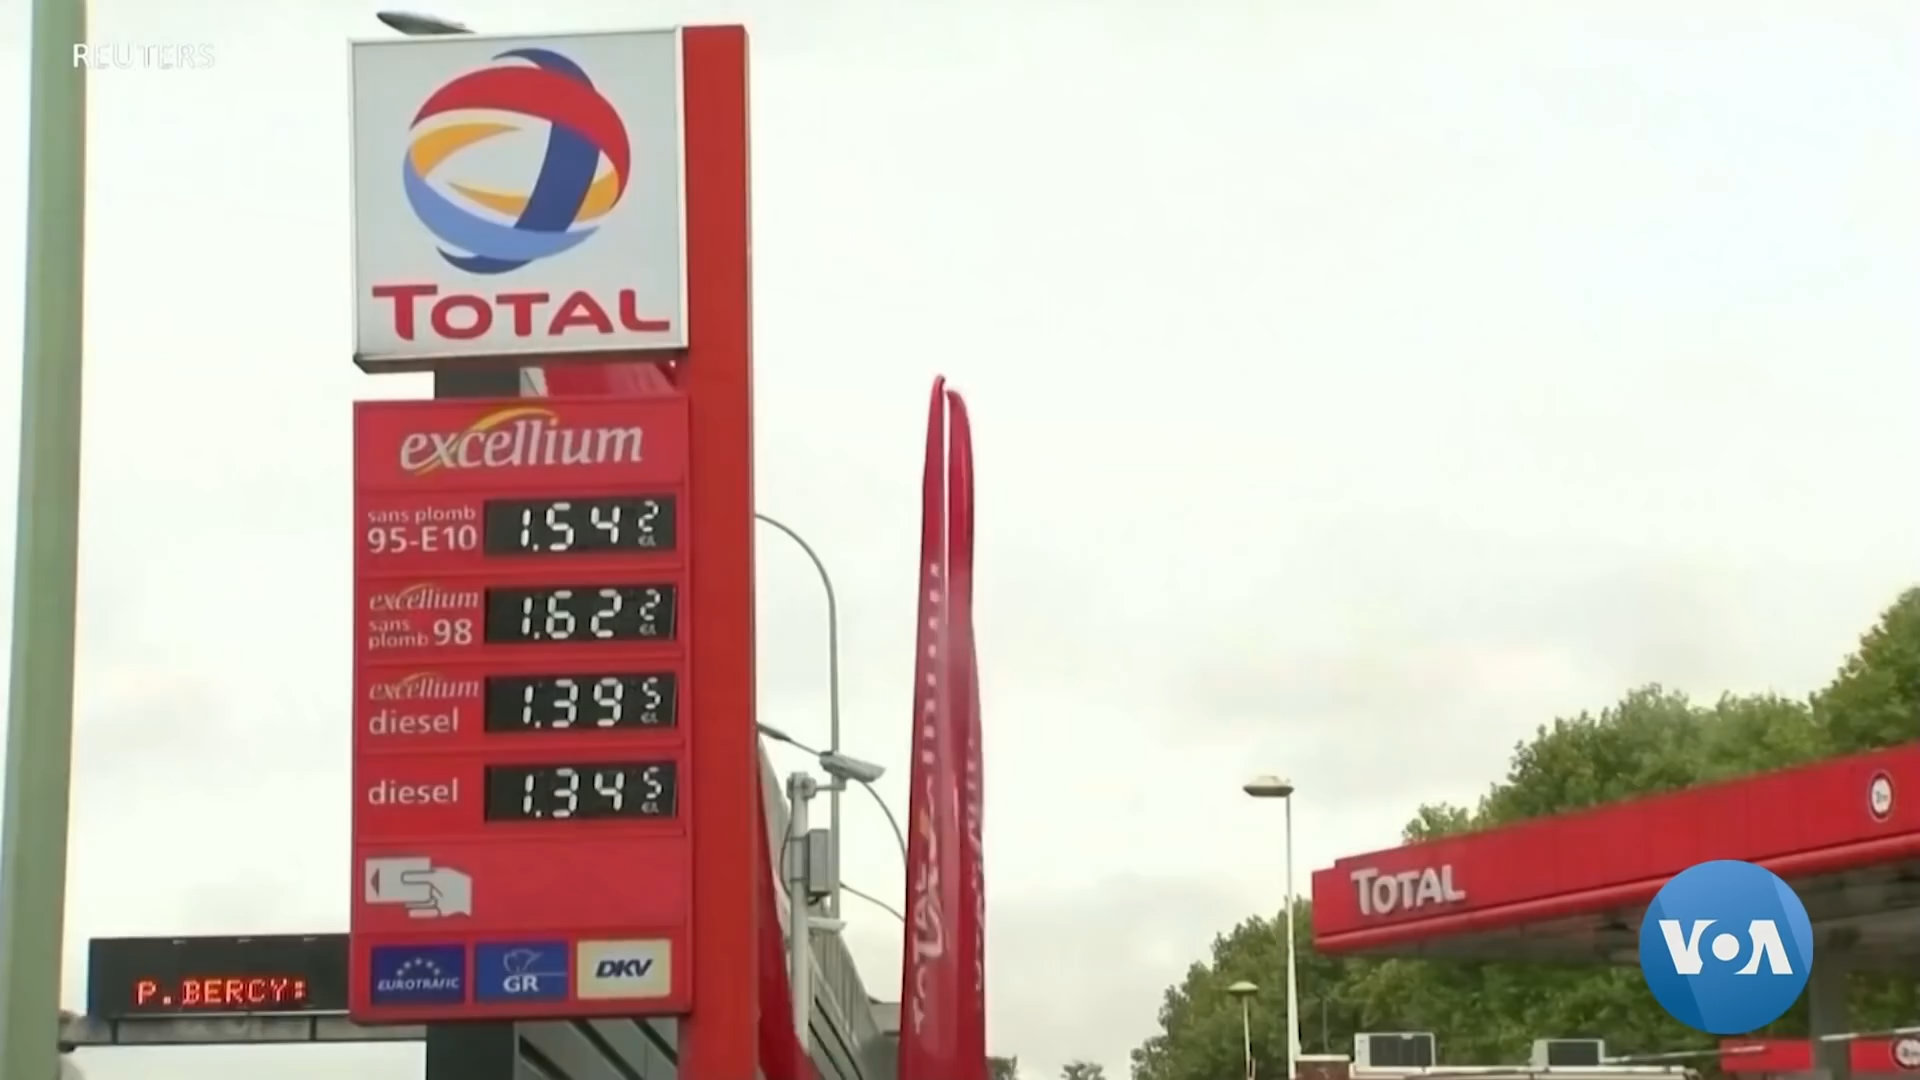 REUTERS
TOTAL
excellium
sans plomb
95-E10
1.542
€/L
excellium
sans
plomb 98
1.622
€/L
excellium
diesel
1.395
€/L
diesel
1.345
€/L
EUROTRAFIC
GR
DKV
P.BERCY:
TOTAL
TOTAL
VOA